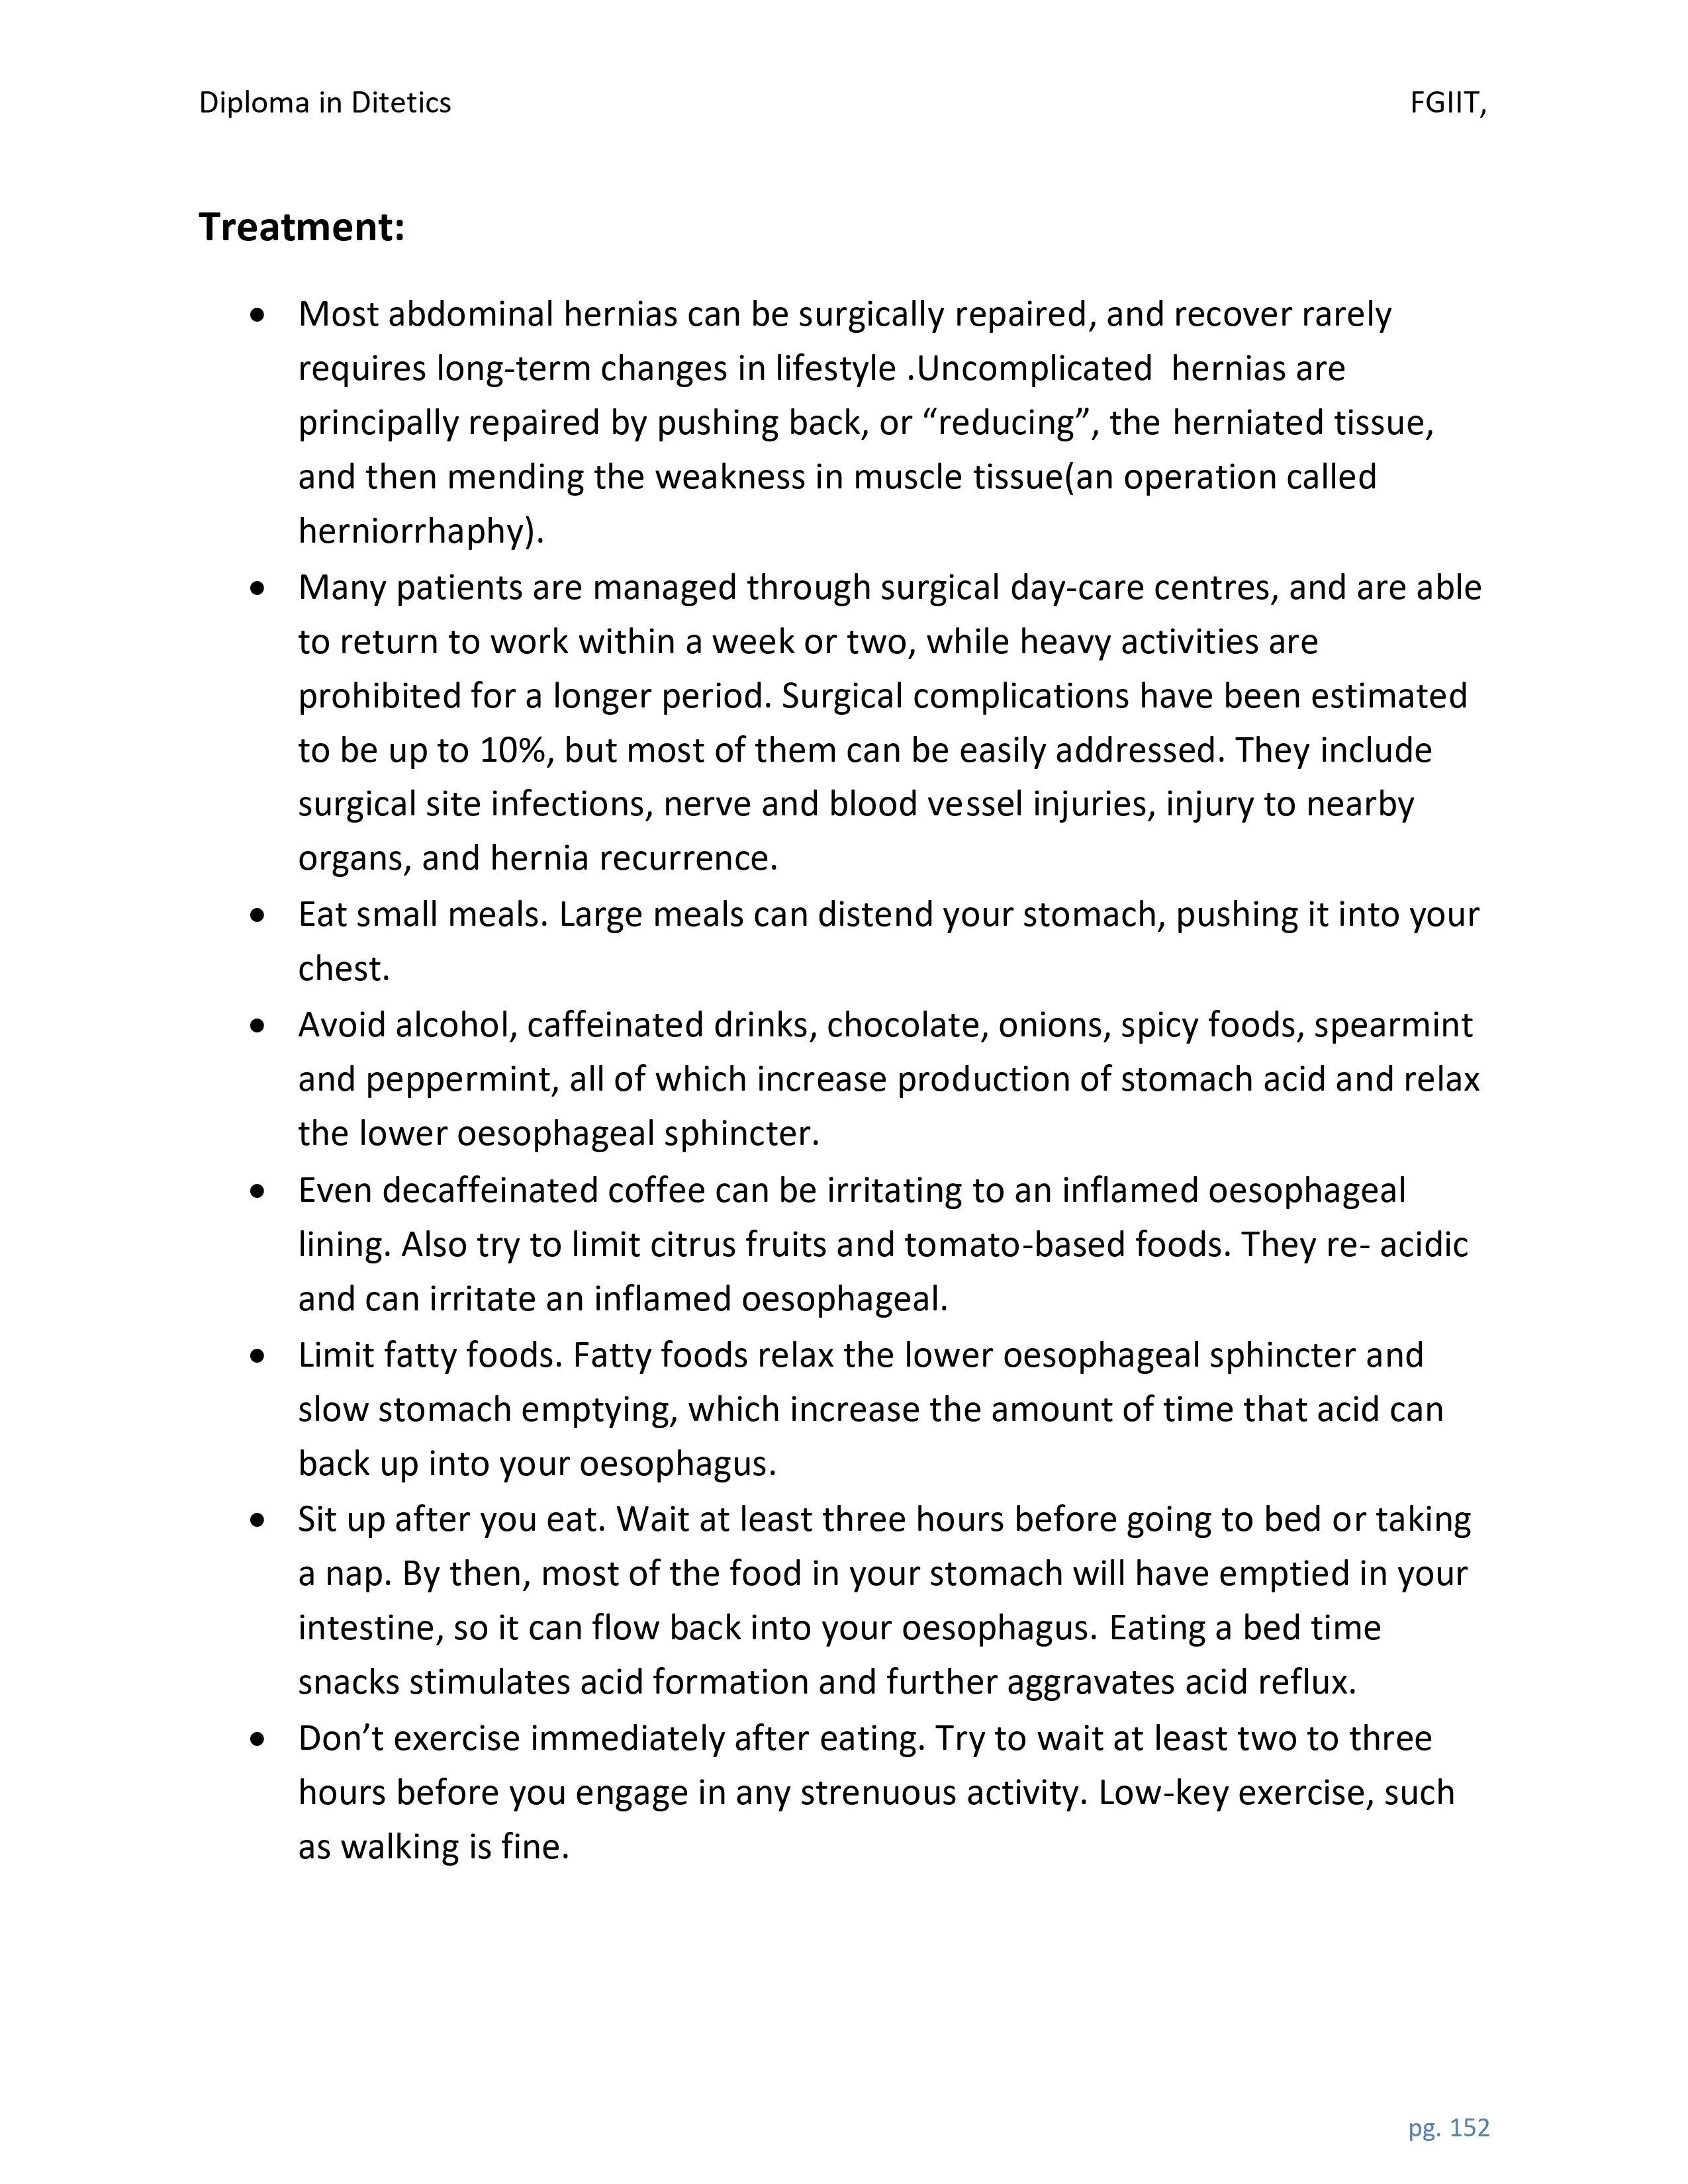 Diploma in Ditetics FGIIT,
Treatment:
• Most abdominal hernias can be surgically repaired, and recover rarely
requires long-term changes in lifestyle .Uncomplicated  hernias are
principally repaired by pushing back, or “reducing”, the herniated tissue,
and then mending the weakness in muscle tissue(an operation called
herniorrhaphy).
• Many patients are managed through surgical day-care centres, and are able
to return to work within a week or two, while heavy activities are
prohibited for a longer period. Surgical complications have been estimated
to be up to 10%, but most of them can be easily addressed. They include
surgical site infections, nerve and blood vessel injuries, injury to nearby
organs, and hernia recurrence.
• Eat small meals. Large meals can distend your stomach, pushing it into your
chest.
• Avoid alcohol, caffeinated drinks, chocolate, onions, spicy foods, spearmint
and peppermint, all of which increase production of stomach acid and relax
the lower oesophageal sphincter.
• Even decaffeinated coffee can be irritating to an inflamed oesophageal
lining. Also try to limit citrus fruits and tomato-based foods. They re- acidic
and can irritate an inflamed oesophageal.
• Limit fatty foods. Fatty foods relax the lower oesophageal sphincter and
slow stomach emptying, which increase the amount of time that acid can
back up into your oesophagus.
• Sit up after you eat. Wait at least three hours before going to bed or taking
a nap. By then, most of the food in your stomach will have emptied in your
intestine, so it can flow back into your oesophagus. Eating a bed time
snacks stimulates acid formation and further aggravates acid reflux.
• Don’t exercise immediately after eating. Try to wait at least two to three
hours before you engage in any strenuous activity. Low-key exercise, such
as walking is fine.
pg. 152